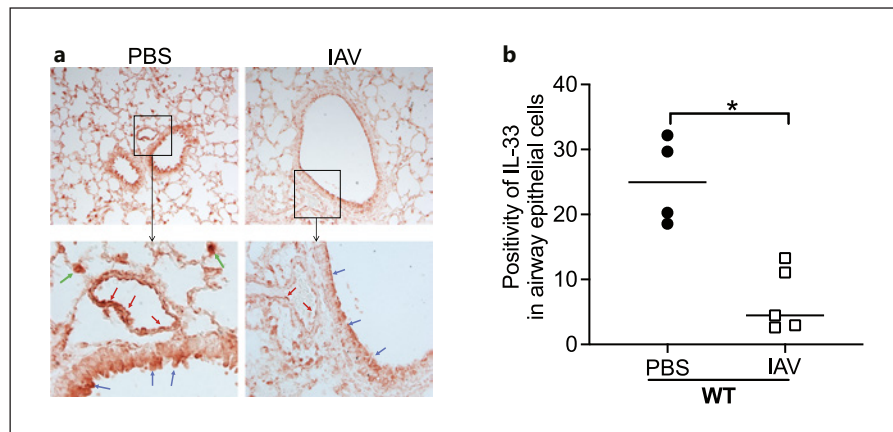 a
PBS
IAV
b
Positivity of IL-33
in airway epithelial cells
40
30
20
10
0
*
PBS
IAV
WT